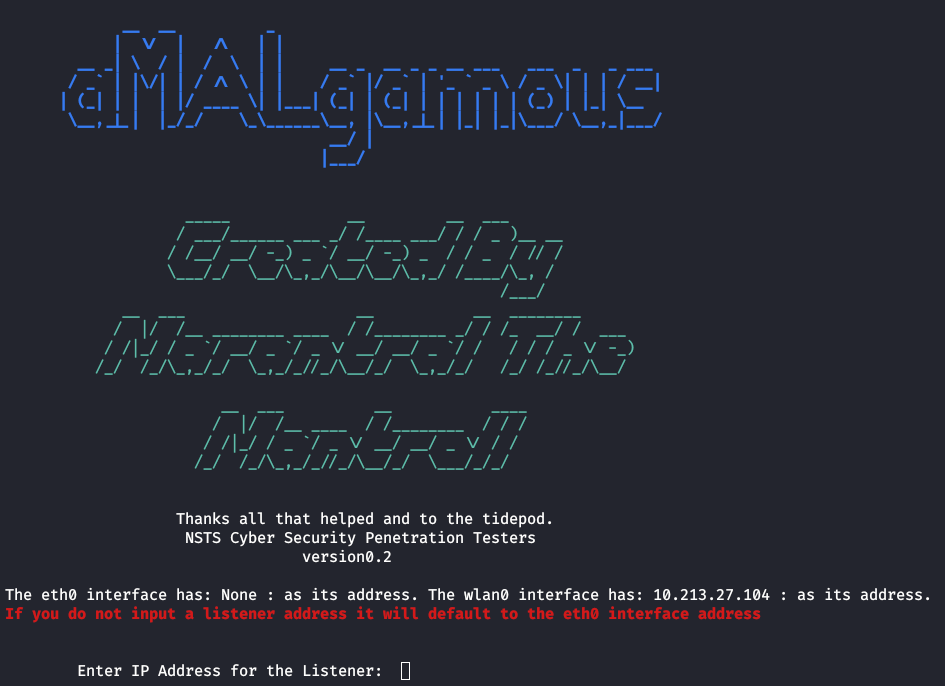 aMALgamous
Created By
Marantral The
Mantroll
Thanks all that helped and to the tidepod.
NSTS Cyber Security Penetration Testers
version0.2
The eth0 interface has: None : as its address. The wlan0 interface has: 10.213.27.104 : as its address.
If you do not input a listener address it will default to the eth0 interface address
Enter IP Address for the Listener: